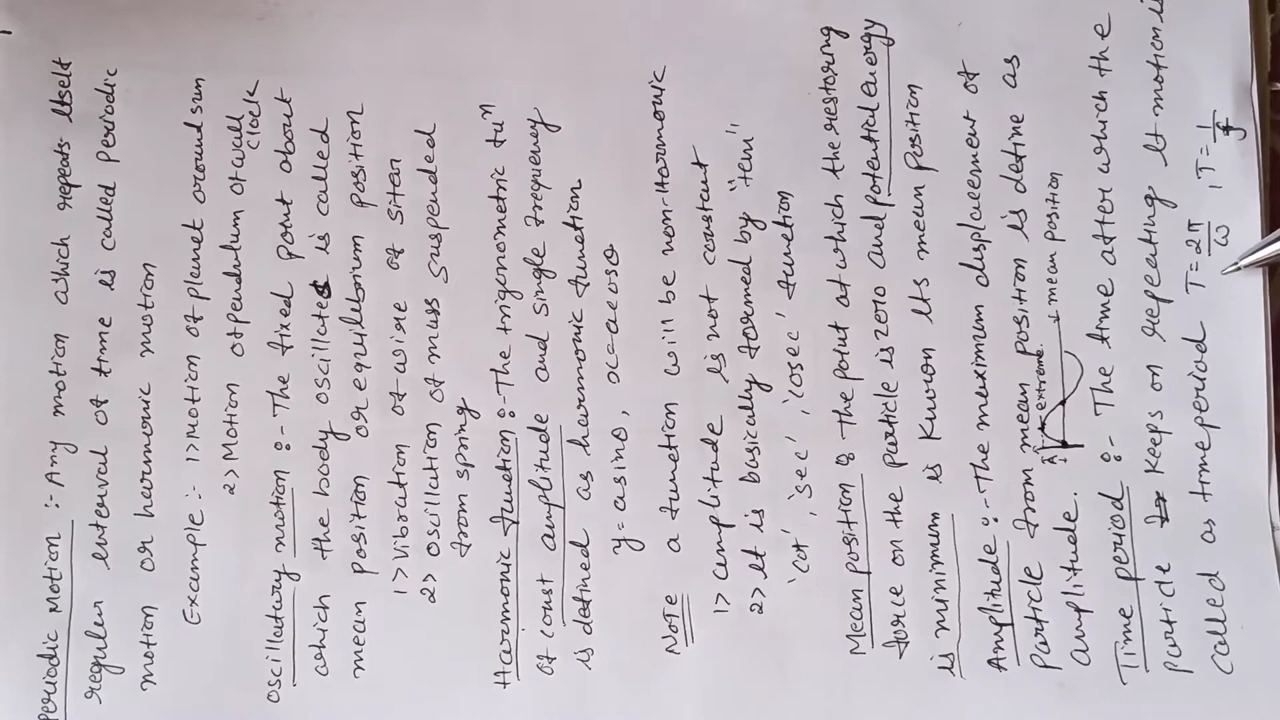 Periodic Motion :- Any motion which repeats itself
regular interval of time is called Periodic
motion or harmonic motion
Example :- 1> Motion of planet around sun
2> Motion of pendulum of wall
clock
Oscillatory motion :- The fixed point about
which the body oscillates is called
mean position or equilibrium position
1> Vibration of wire of Sitar
2> Oscillation of mass suspended
from spring
Harmonic function :- The trigonometric fuⁿ
of const amplitude and Single frequency
is defined as harmonic function
y = a sinθ, x = a cosθ
Note a function will be non-Harmonic
1> amplitude is not constant
2> It is basically formed by "tan"
'cot', 'sec', 'cosec' function
Mean position : The point at which the restoring
force on the particle is zero and potential energy
is minimum is Known its mean position
Amplitude :- The maximum displacement of
Particle from mean position is define as
amplitude.
A
extreme
mean position
Time period :- The time after which the
particle Keeps on repeating it motion is
called as time period T = 2π/ω , T = 1/f